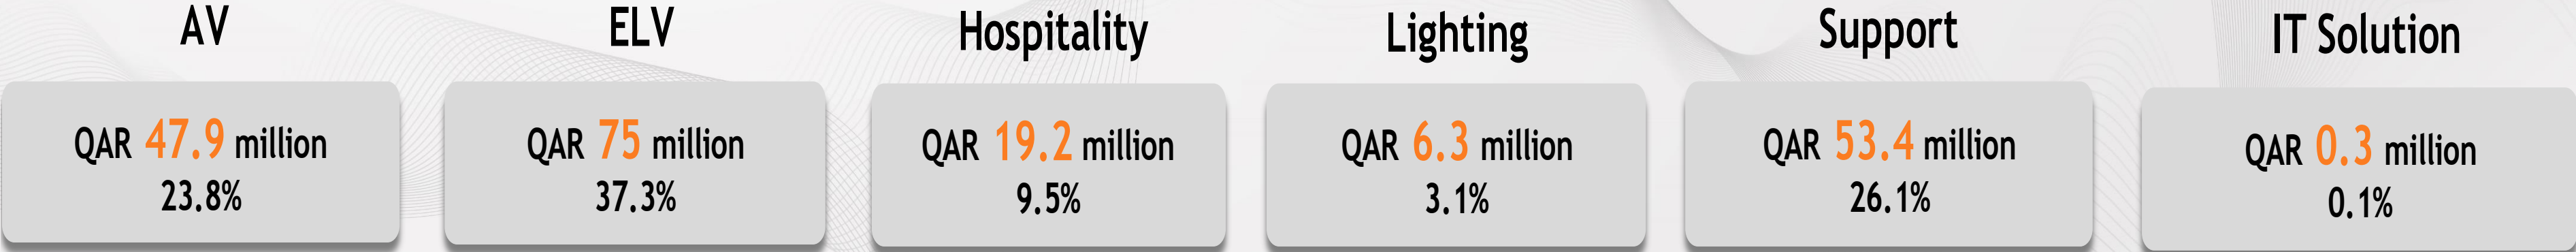 AV
QAR 47.9 million
23.8%
ELV
QAR 75 million
37.3%
Hospitality
QAR 19.2 million
9.5%
Lighting
QAR 6.3 million
3.1%
Support
QAR 53.4 million
26.1%
IT Solution
QAR 0.3 million
0.1%